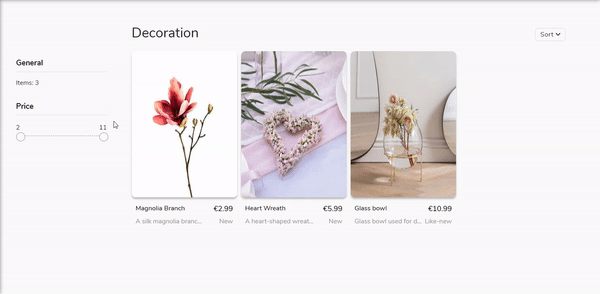 Decoration
Sort
General
Items: 3
Price
2 11
Magnolia Branch €2.99
A silk magnolia branc... New
Heart Wreath €5.99
A heart-shaped wreat... New
Glass bowl €10.99
Glass bowl used for d... Like-new